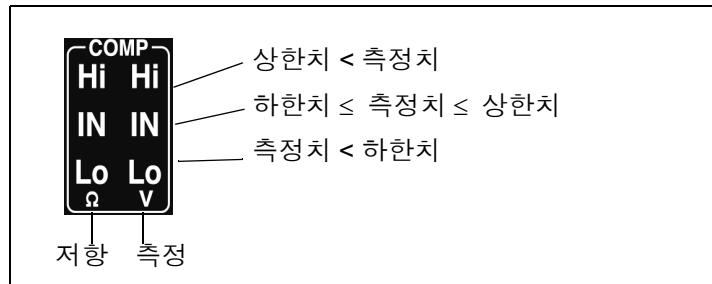 COMP
Hi Hi
IN IN
Lo Lo
Ω V
상한치 < 측정치
하한치 ≤ 측정치 ≤ 상한치
측정치 < 하한치
저항 측정